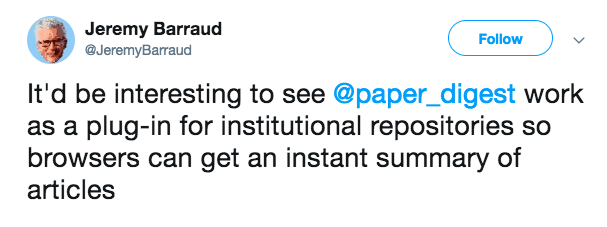 Jeremy Barraud
@JeremyBarraud
Follow
It'd be interesting to see @paper_digest work
as a plug-in for institutional repositories so
browsers can get an instant summary of
articles